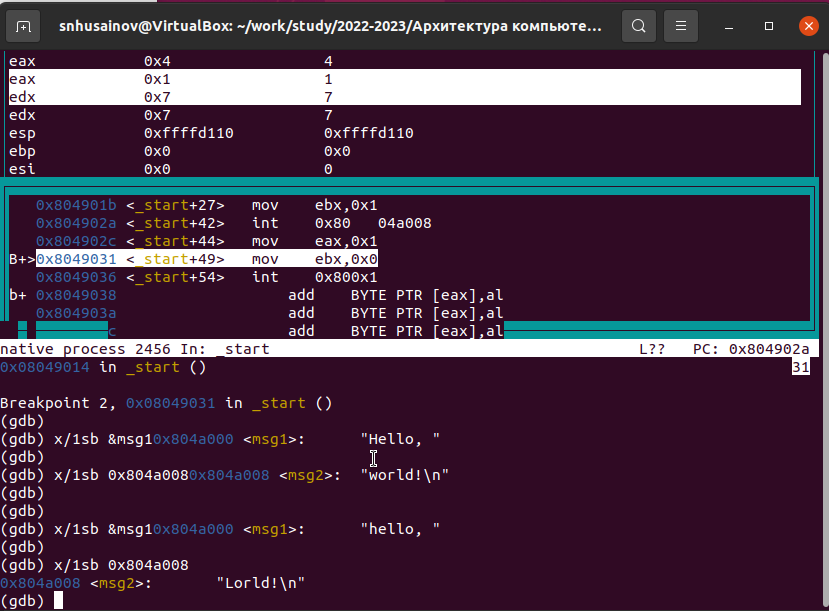 snhusainov@VirtualBox: ~/work/study/2022-2023/Архитектура компьюте...
eax 0x4 4
eax 0x1 1
edx 0x7 7
edx 0x7 7
esp 0xffffd110 0xffffd110
ebp 0x0 0x0
esi 0x0 0
0x804901b <_start+27> mov ebx,0x1
0x804902a <_start+42> int 0x80 04a008
0x804902c <_start+44> mov eax,0x1
B+>0x8049031 <_start+49> mov ebx,0x0
0x8049036 <_start+54> int 0x800x1
b+ 0x8049038 add BYTE PTR [eax],al
0x804903a add BYTE PTR [eax],al
c add BYTE PTR [eax],al
native process 2456 In: _start L?? PC: 0x804902a
0x08049014 in _start () 31
Breakpoint 2, 0x08049031 in _start ()
(gdb)
(gdb) x/1sb &msg10x804a000 <msg1>: "Hello, "
(gdb)
(gdb) x/1sb 0x804a0080x804a008 <msg2>: "world!\n"
(gdb)
(gdb)
(gdb) x/1sb &msg10x804a000 <msg1>: "hello, "
(gdb)
(gdb) x/1sb 0x804a008
0x804a008 <msg2>: "Lorld!\n"
(gdb)